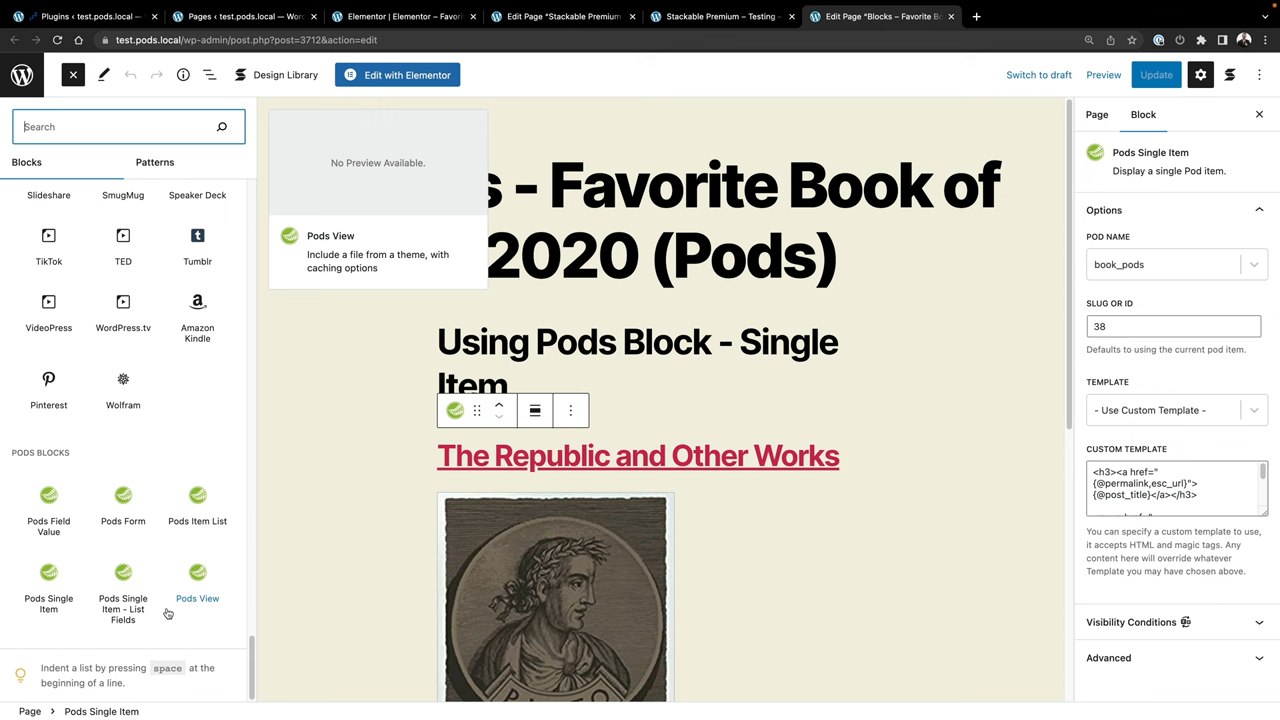 Plugins ‹ test.pods.local —
Pages ‹ test.pods.local — Wor
Elementor | Elementor – Favori
Edit Page "Stackable Premium
Stackable Premium – Testing –
Edit Page "Blocks – Favorite B
test.pods.local/wp-admin/post.php?post=3712&action=edit
Design Library
Edit with Elementor
Switch to draft
Preview
Update
Search
Blocks
Patterns
Slideshare
SmugMug
Speaker Deck
TikTok
TED
Tumblr
VideoPress
WordPress.tv
Amazon
Kindle
Pinterest
Wolfram
PODS BLOCKS
Pods Field
Value
Pods Form
Pods Item List
Pods Single
Item
Pods Single
Item - List
Fields
Pods View
Indent a list by pressing space at the
beginning of a line.
Page
Pods Single Item
No Preview Available.
Pods View
Include a file from a theme, with
caching options
s - Favorite Book of
2020 (Pods)
Using Pods Block - Single
Item
The Republic and Other Works
Page
Block
Pods Single Item
Display a single Pod item.
Options
POD NAME
book_pods
SLUG OR ID
38
Defaults to using the current pod item.
TEMPLATE
- Use Custom Template -
CUSTOM TEMPLATE
<h3><a href="
{@permalink,esc_url}">
{@post_title}</a></h3>
You can specify a custom template to use,
it accepts HTML and magic tags. Any
content here will override whatever
Template you may have chosen above.
Visibility Conditions
Advanced